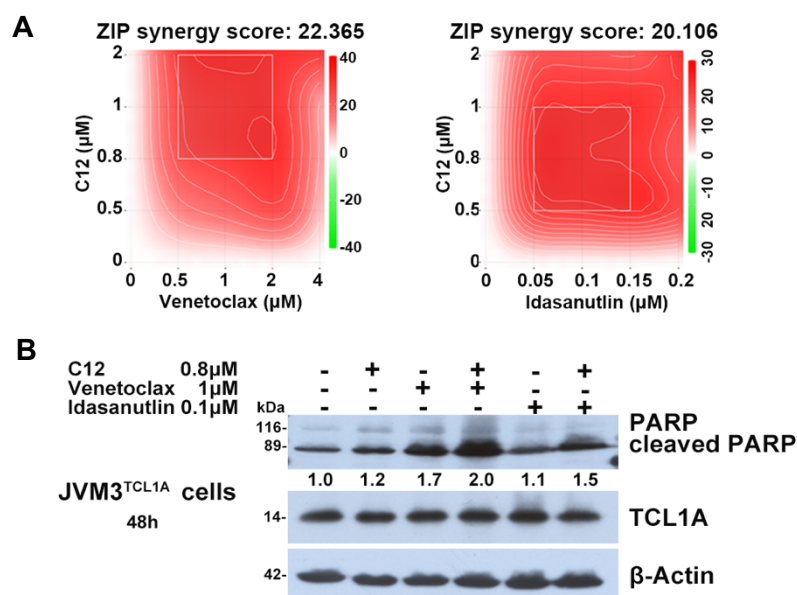 A
ZIP synergy score: 22.365
2
1
0.8
0.5
0
C12 (µM)
0 0.5 1 2 4
Venetoclax (µM)
40
20
0
-20
-40
ZIP synergy score: 20.106
2
1
0.8
0.5
0
C12 (µM)
0 0.05 0.1 0.15 0.2
Idasanutlin (µM)
30
20
10
0
-10
-20
-30
B
C12 0.8µM - + - + - +
Venetoclax 1µM - - + + - -
Idasanutlin 0.1µM - - - - + +
kDa
116- PARP
89- cleaved PARP
1.0 1.2 1.7 2.0 1.1 1.5
JVM3TCL1A cells
48h
14- TCL1A
42- β-Actin